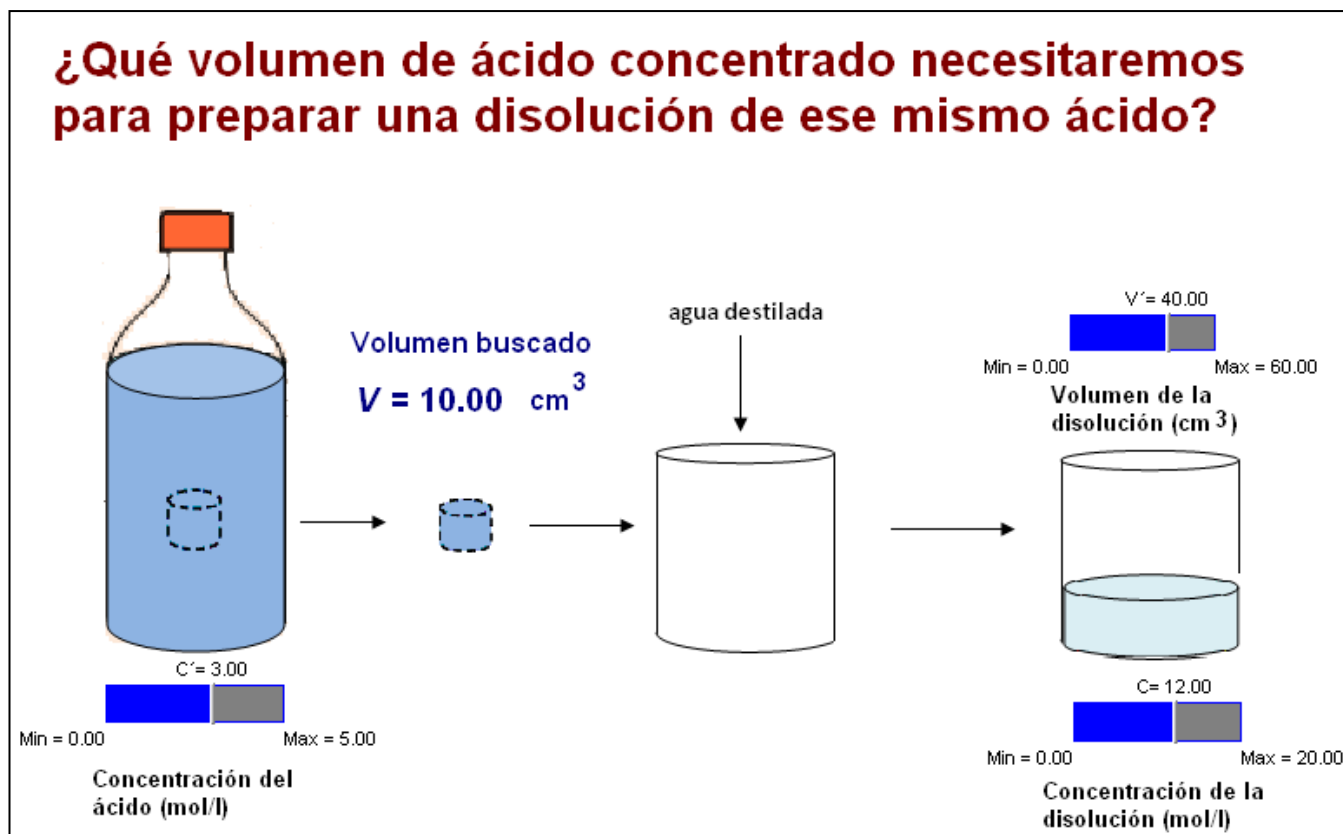 ¿Qué volumen de ácido concentrado necesitaremos
para preparar una disolución de ese mismo ácido?
agua destilada
Volumen buscado
V = 10.00 cm³
V´= 40.00
Min = 0.00 Max = 60.00
Volumen de la
disolución (cm³)
C´= 3.00
Min = 0.00 Max = 5.00
Concentración del
ácido (mol/l)
C= 12.00
Min = 0.00 Max = 20.00
Concentración de la
disolución (mol/l)